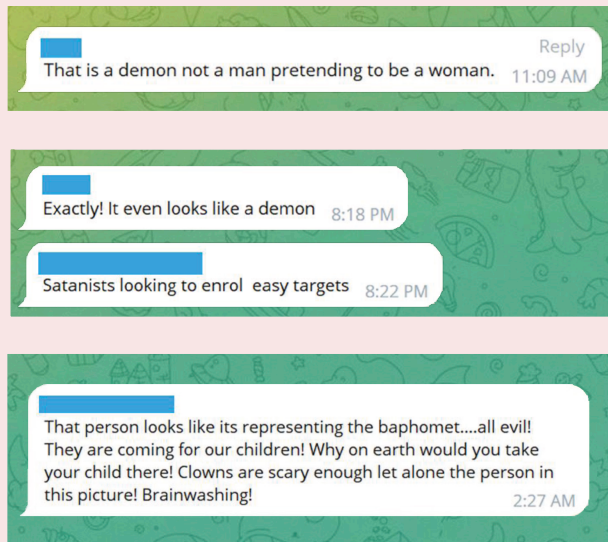 Reply
That is a demon not a man pretending to be a woman. 11:09 AM
Exactly! It even looks like a demon 8:18 PM
Satanists looking to enrol easy targets 8:22 PM
That person looks like its representing the baphomet....all evil!
They are coming for our children! Why on earth would you take
your child there! Clowns are scary enough let alone the person in
this picture! Brainwashing!
2:27 AM